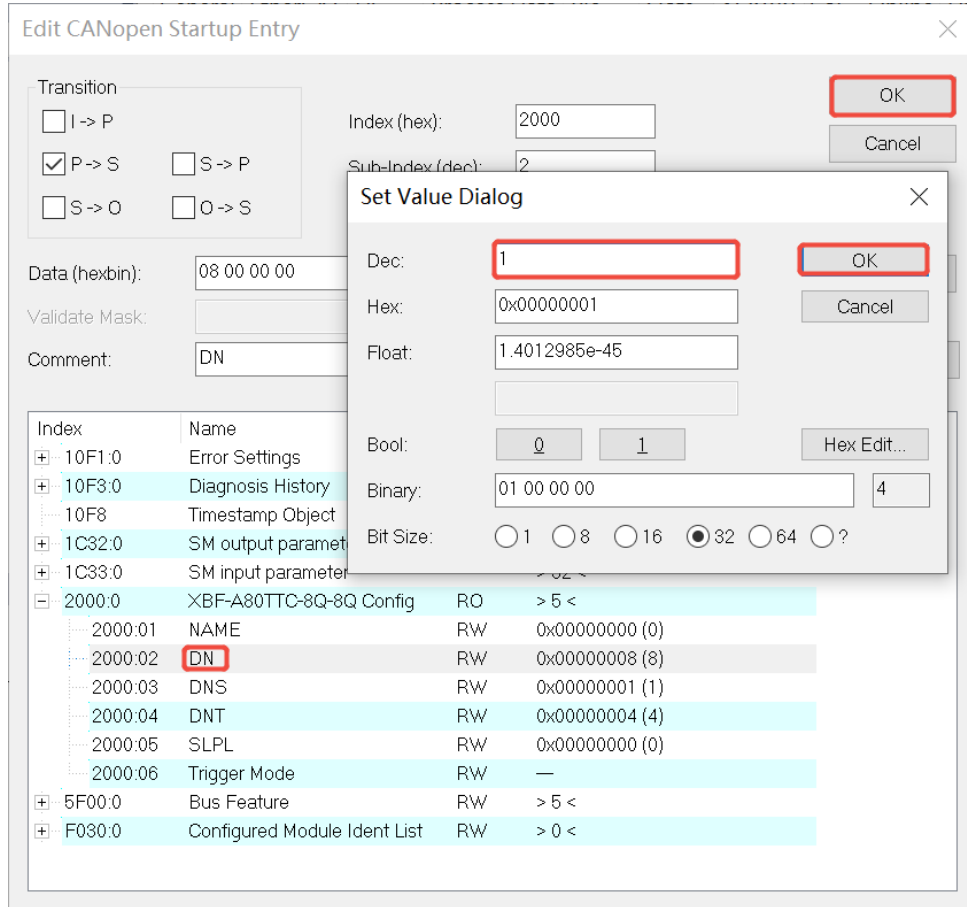 Edit CANopen Startup Entry
Transition
I -> P
P -> S
S -> P
S -> O
O -> S
Index (hex):
2000
Sub-Index (dec):
2
OK
Cancel
Data (hexbin):
08 00 00 00
Validate Mask:
Comment:
DN
Set Value Dialog
Dec:
1
OK
Hex:
0x00000001
Cancel
Float:
1.4012985e-45
Bool:
0
1
Hex Edit...
Binary:
01 00 00 00
4
Bit Size:
1
8
16
32
64
?
Index Name
10F1:0 Error Settings
10F3:0 Diagnosis History
10F8 Timestamp Object
1C32:0 SM output paramet
1C33:0 SM input parameter
2000:0 XBF-A80TTC-8Q-8Q Config RO > 5 <
2000:01 NAME RW 0x00000000 (0)
2000:02 DN RW 0x00000008 (8)
2000:03 DNS RW 0x00000001 (1)
2000:04 DNT RW 0x00000004 (4)
2000:05 SLPL RW 0x00000000 (0)
2000:06 Trigger Mode RW —
5F00:0 Bus Feature RW > 5 <
F030:0 Configured Module Ident List RW > 0 <